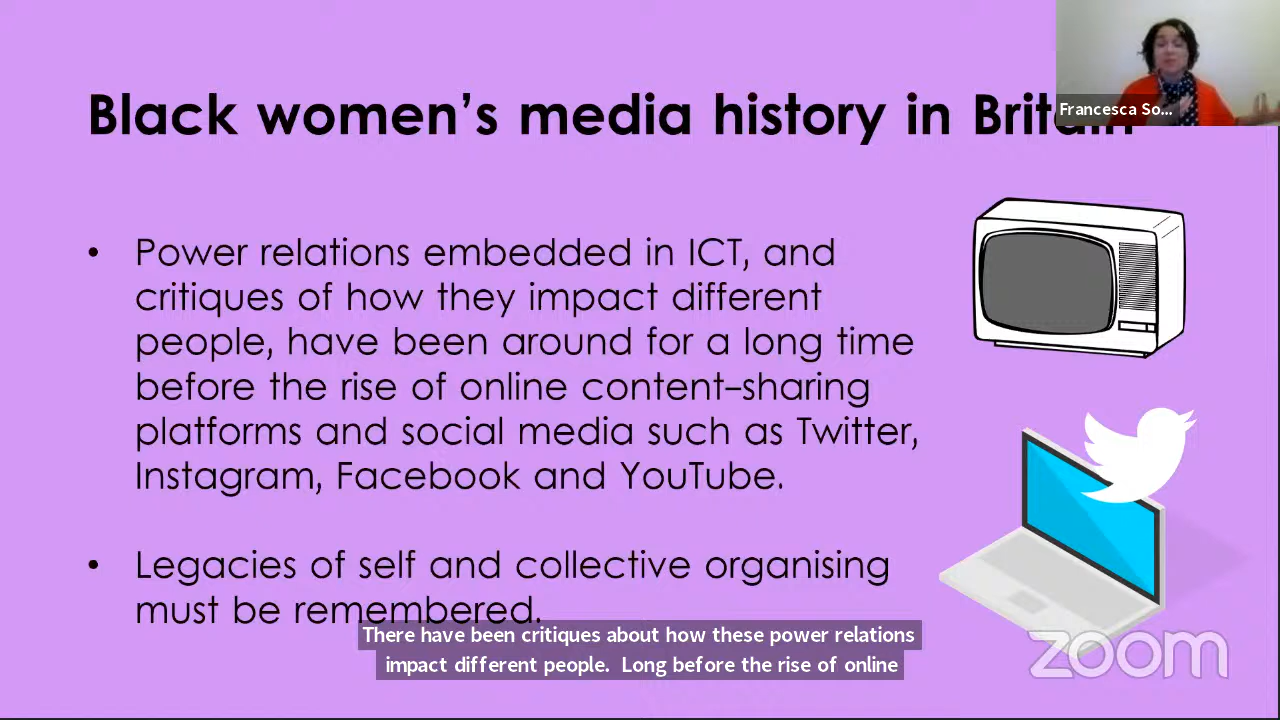 Black women's media history in Britain
Francesca So...
• Power relations embedded in ICT, and
critiques of how they impact different
people, have been around for a long time
before the rise of online content–sharing
platforms and social media such as Twitter,
Instagram, Facebook and YouTube.
• Legacies of self and collective organising
must be remembered.
There have been critiques about how these power relations
impact different people. Long before the rise of online
zoom